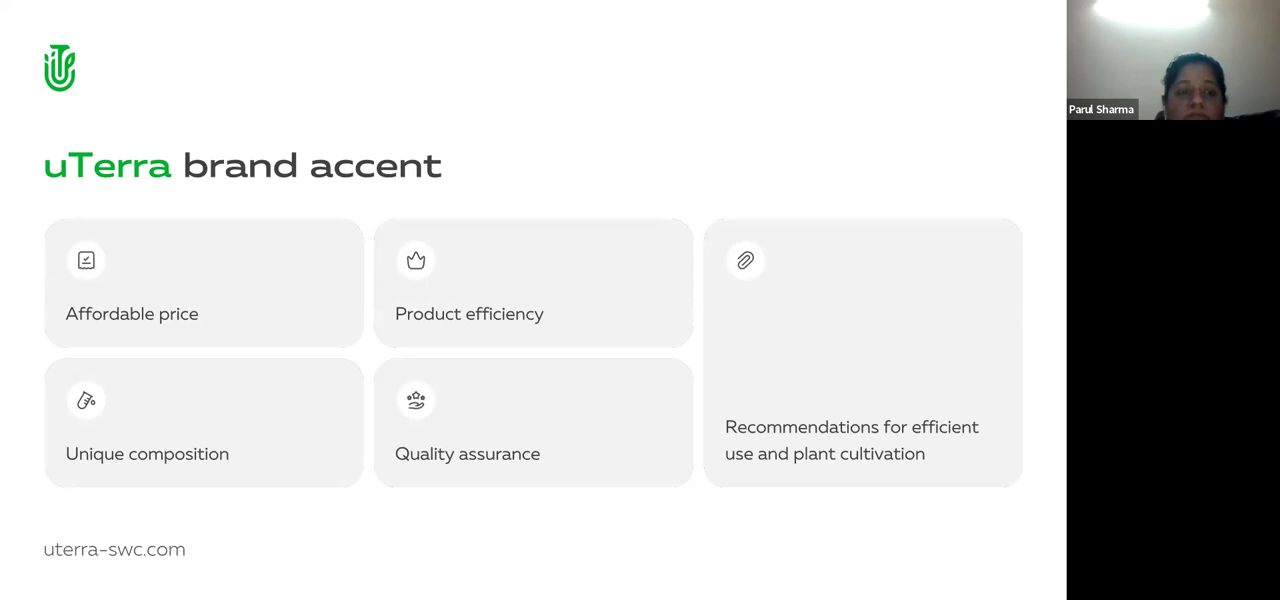 uTerra brand accent
Affordable price
Product efficiency
Unique composition
Quality assurance
Recommendations for efficient
use and plant cultivation
uterra-swc.com
Parul Sharma